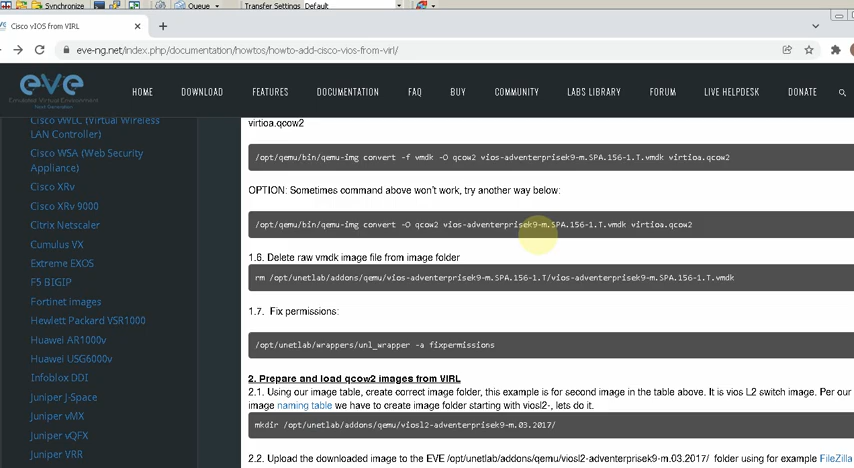 Synchronize Queue Transfer Settings Default
Cisco vIOS from VIRL
eve-ng.net/index.php/documentation/howtos/howto-add-cisco-vios-from-virl/
eve
Emulated Virtual Environment
Next Generation
HOME DOWNLOAD FEATURES DOCUMENTATION FAQ BUY COMMUNITY LABS LIBRARY FORUM LIVE HELPDESK DONATE
Cisco vWLC (Virtual Wireless
LAN Controller)
Cisco WSA (Web Security
Appliance)
Cisco XRv
Cisco XRv 9000
Citrix Netscaler
Cumulus VX
Extreme EXOS
F5 BIGIP
Fortinet images
Hewlett Packard VSR1000
Huawei AR1000v
Huawei USG6000v
Infoblox DDI
Juniper J-Space
Juniper vMX
Juniper vQFX
Juniper VRR
virtioa.qcow2
/opt/qemu/bin/qemu-img convert -f vmdk -O qcow2 vios-adventerprisek9-m.SPA.156-1.T.vmdk virtioa.qcow2
OPTION: Sometimes command above won't work, try another way below:
/opt/qemu/bin/qemu-img convert -O qcow2 vios-adventerprisek9-m.SPA.156-1.T.vmdk virtioa.qcow2
1.6. Delete raw vmdk image file from image folder
rm /opt/unetlab/addons/qemu/vios-adventerprisek9-m.SPA.156-1.T/vios-adventerprisek9-m.SPA.156-1.T.vmdk
1.7. Fix permissions:
/opt/unetlab/wrappers/unl_wrapper -a fixpermissions
2. Prepare and load qcow2 images from VIRL
2.1. Using our image table, create correct image folder, this example is for second image in the table above. It is vios L2 switch image. Per our
image naming table we have to create image folder starting with viosl2-, lets do it.
mkdir /opt/unetlab/addons/qemu/viosl2-adventerprisek9-m.03.2017/
2.2. Upload the downloaded image to the EVE /opt/unetlab/addons/qemu/viosl2-adventerprisek9-m.03.2017/ folder using for example FileZilla